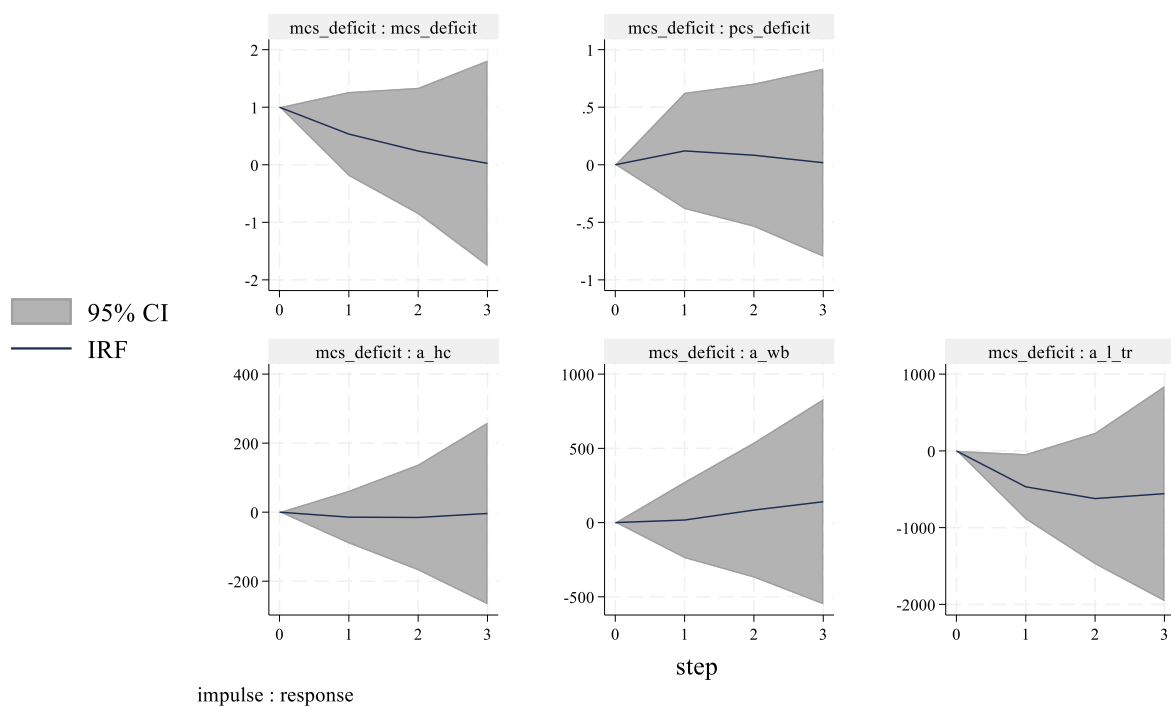 mcs_deficit : mcs_deficit
2
1
0
-1
-2
0 1 2 3
mcs_deficit : pcs_deficit
1
.5
0
-.5
-1
0 1 2 3
95% CI
IRF
mcs_deficit : a_hc
400
200
0
-200
0 1 2 3
mcs_deficit : a_wb
1000
500
0
-500
0 1 2 3
mcs_deficit : a_l_tr
1000
0
-1000
-2000
0 1 2 3
step
impulse : response